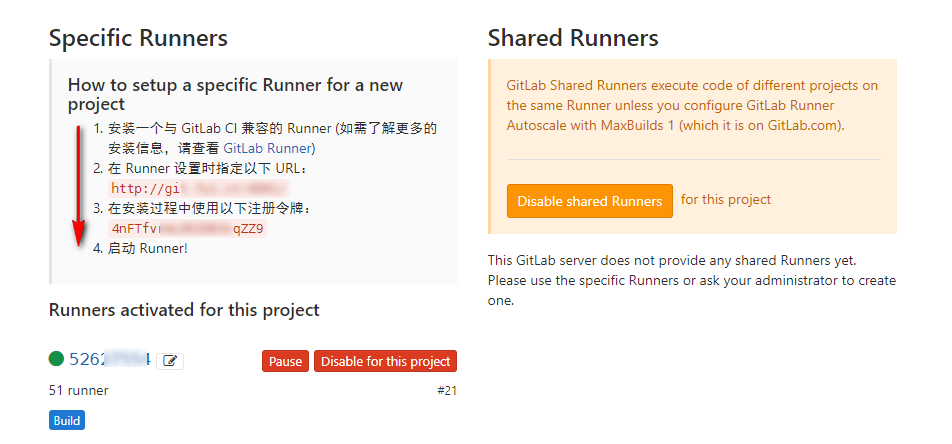 Specific Runners
How to setup a specific Runner for a new
project
1. 安装一个与 GitLab CI 兼容的 Runner (如需了解更多的
安装信息，请查看 GitLab Runner)
2. 在 Runner 设置时指定以下 URL：
http://gi
3. 在安装过程中使用以下注册令牌：
4nFTfv qZZ9
4. 启动 Runner!
Runners activated for this project
5262 4
Pause
Disable for this project
51 runner
#21
Build
Shared Runners
GitLab Shared Runners execute code of different projects on
the same Runner unless you configure GitLab Runner
Autoscale with MaxBuilds 1 (which it is on GitLab.com).
Disable shared Runners for this project
This GitLab server does not provide any shared Runners yet.
Please use the specific Runners or ask your administrator to create
one.